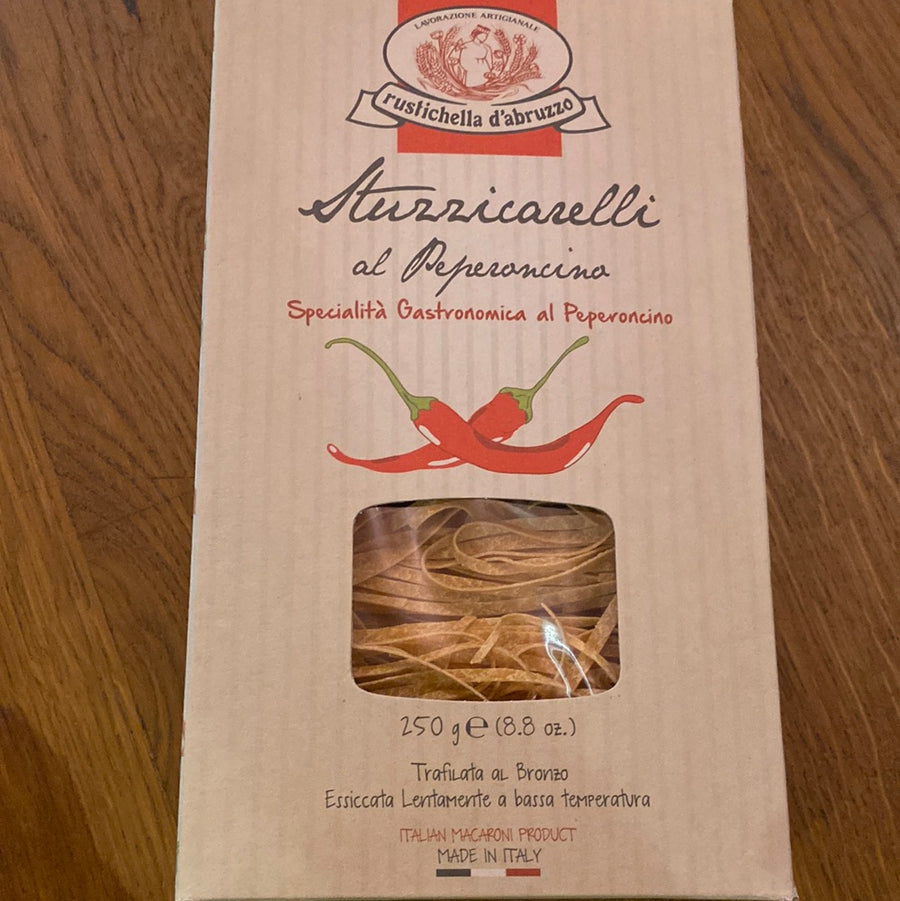 LAVORAZIONE ARTIGIANALE
rustichella d'abruzzo
Stuzzicarelli
al Peperoncino
Specialità Gastronomica al Peperoncino
250 g ℮ (8.8 oz.)
Trafilata al Bronzo
Essiccata Lentamente a bassa temperatura
ITALIAN MACARONI PRODUCT
MADE IN ITALY